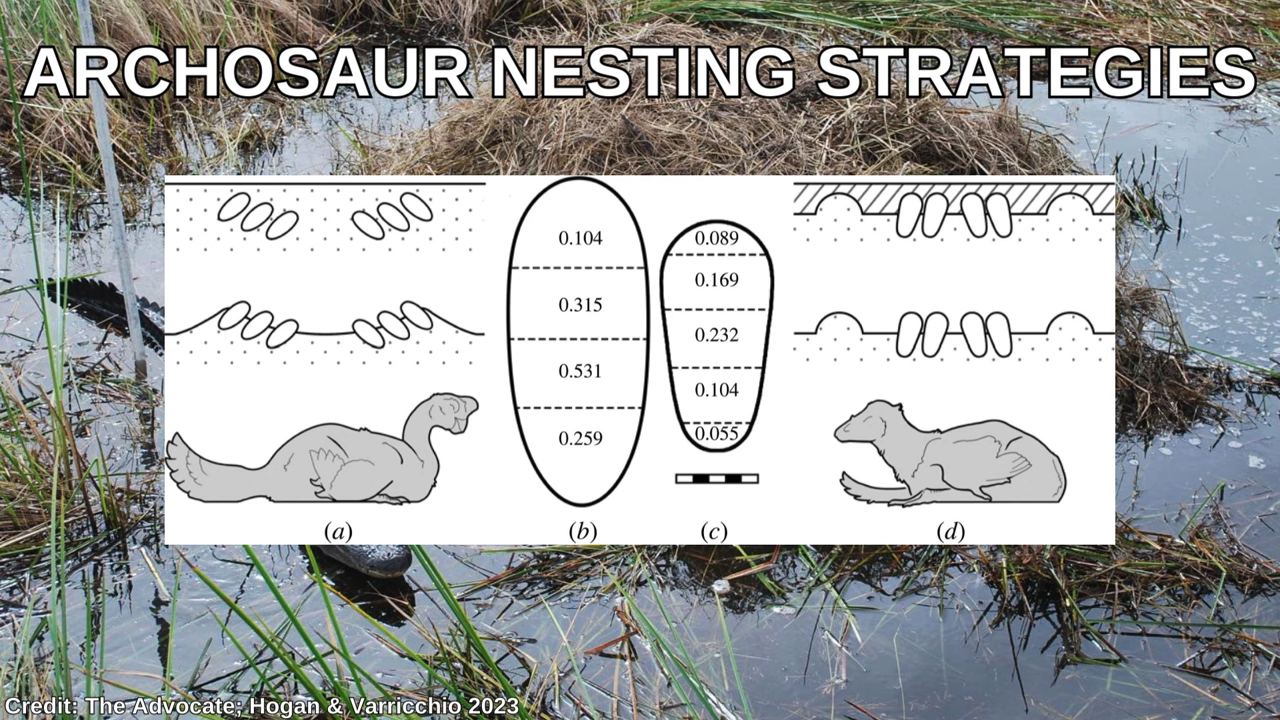 ARCHOSAUR NESTING STRATEGIES
0.104
0.315
0.531
0.259
0.089
0.169
0.232
0.104
0.055
(a)
(b)
(c)
(d)
Credit: The Advocate; Hogan & Varricchio 2023